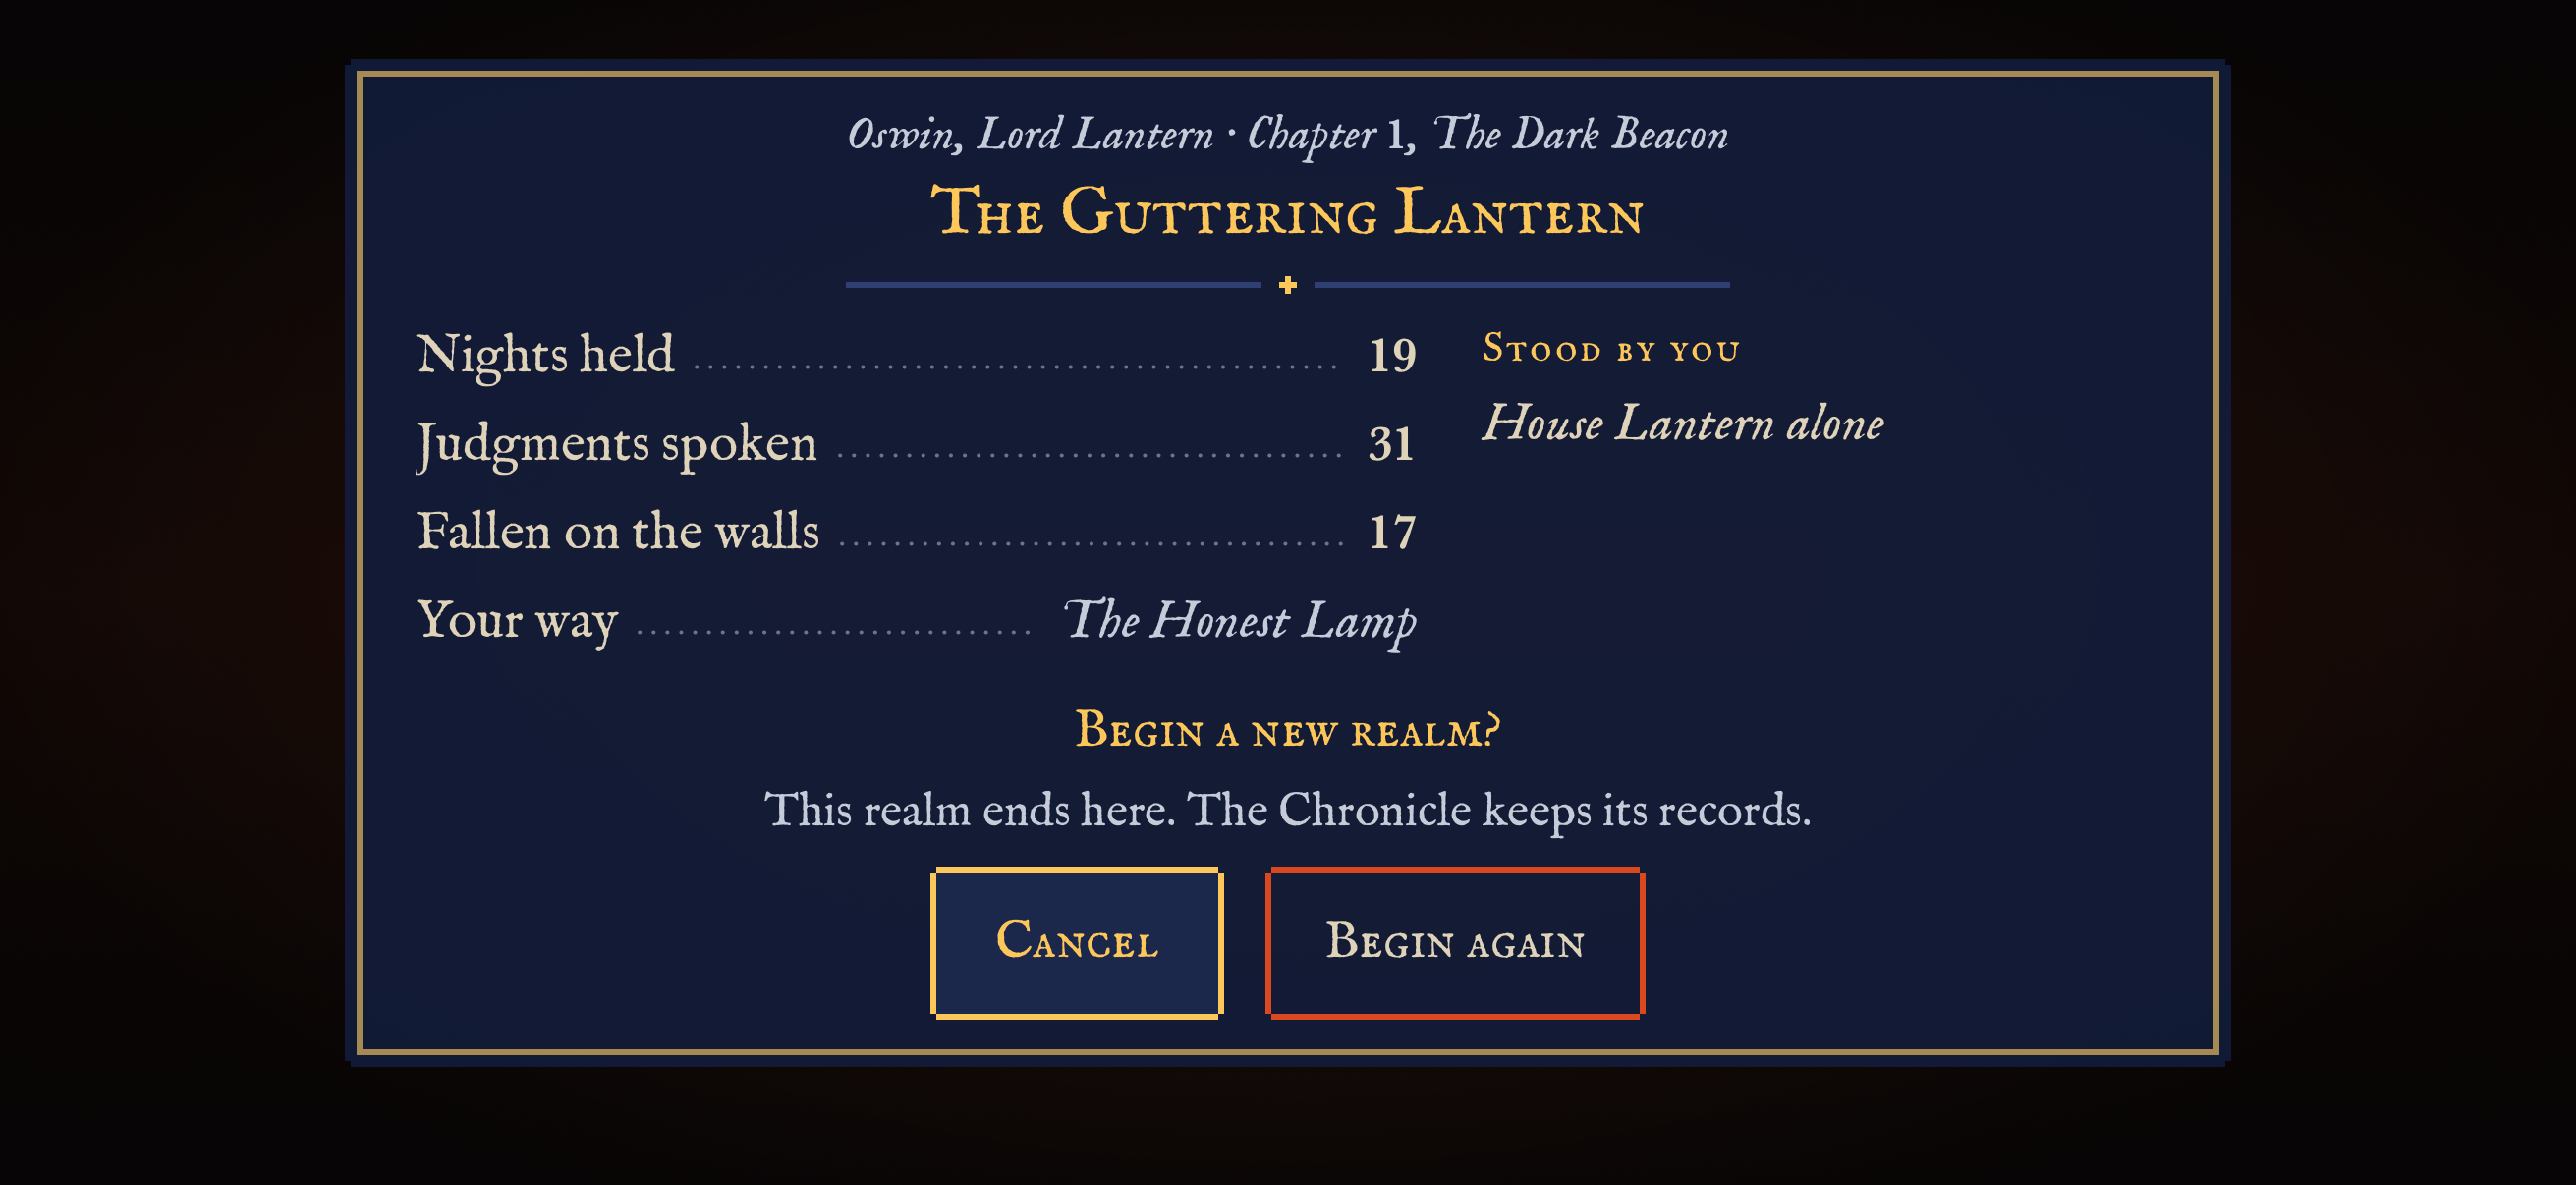 Oswin, Lord Lantern · Chapter 1, The Dark Beacon
The Guttering Lantern
Nights held 19
Judgments spoken 31
Fallen on the walls 17
Your way The Honest Lamp
Stood by you
House Lantern alone
Begin a new realm?
This realm ends here. The Chronicle keeps its records.
Cancel
Begin again